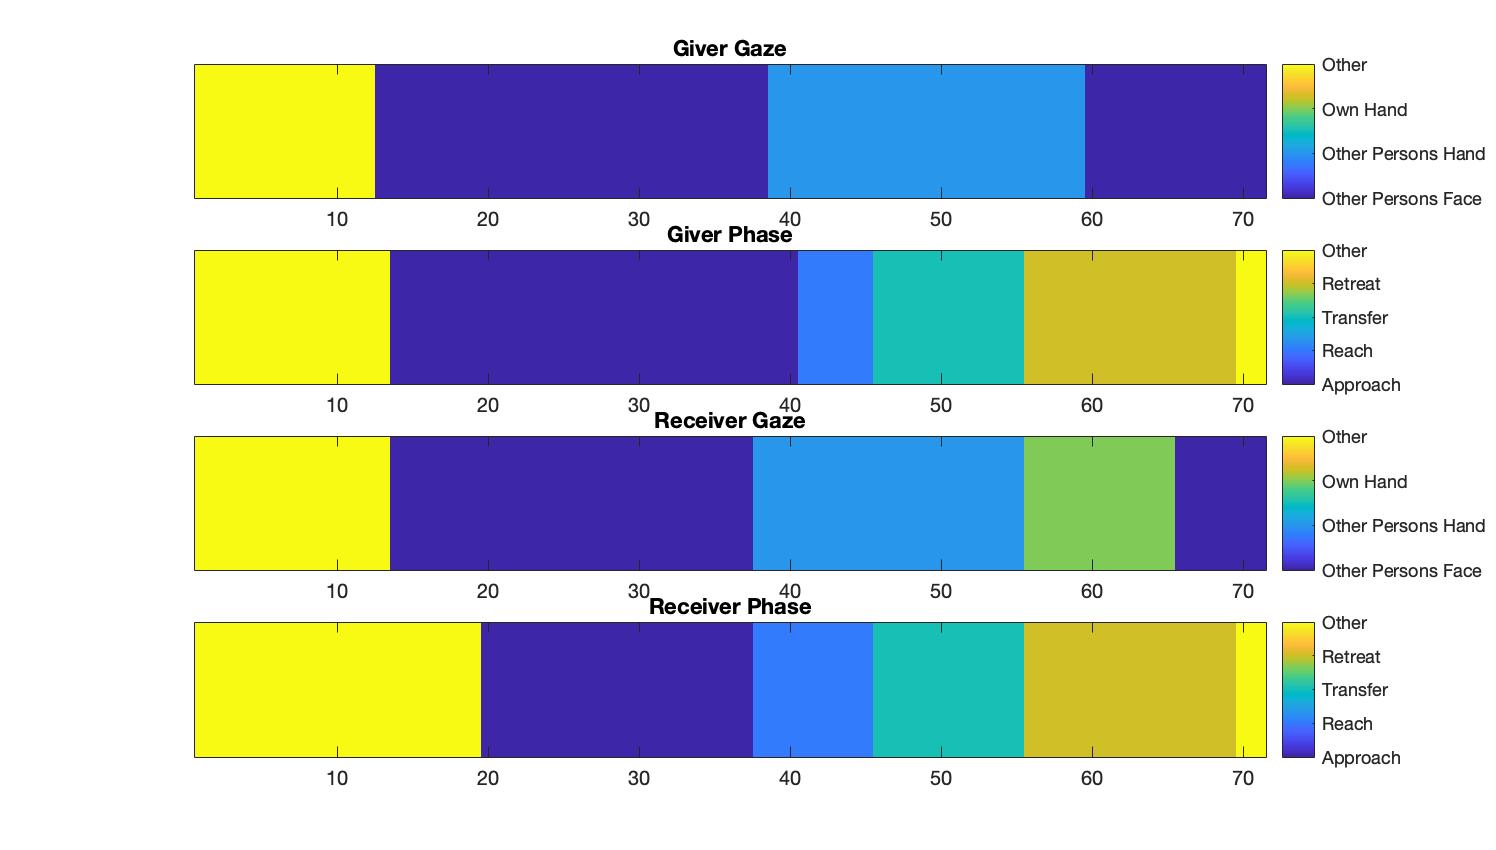 Giver Gaze
Other
Own Hand
Other Persons Hand
Other Persons Face
10 20 30 40 50 60 70
Giver Phase
Other
Retreat
Transfer
Reach
Approach
10 20 30 40 50 60 70
Receiver Gaze
Other
Own Hand
Other Persons Hand
Other Persons Face
10 20 30 40 50 60 70
Receiver Phase
Other
Retreat
Transfer
Reach
Approach
10 20 30 40 50 60 70